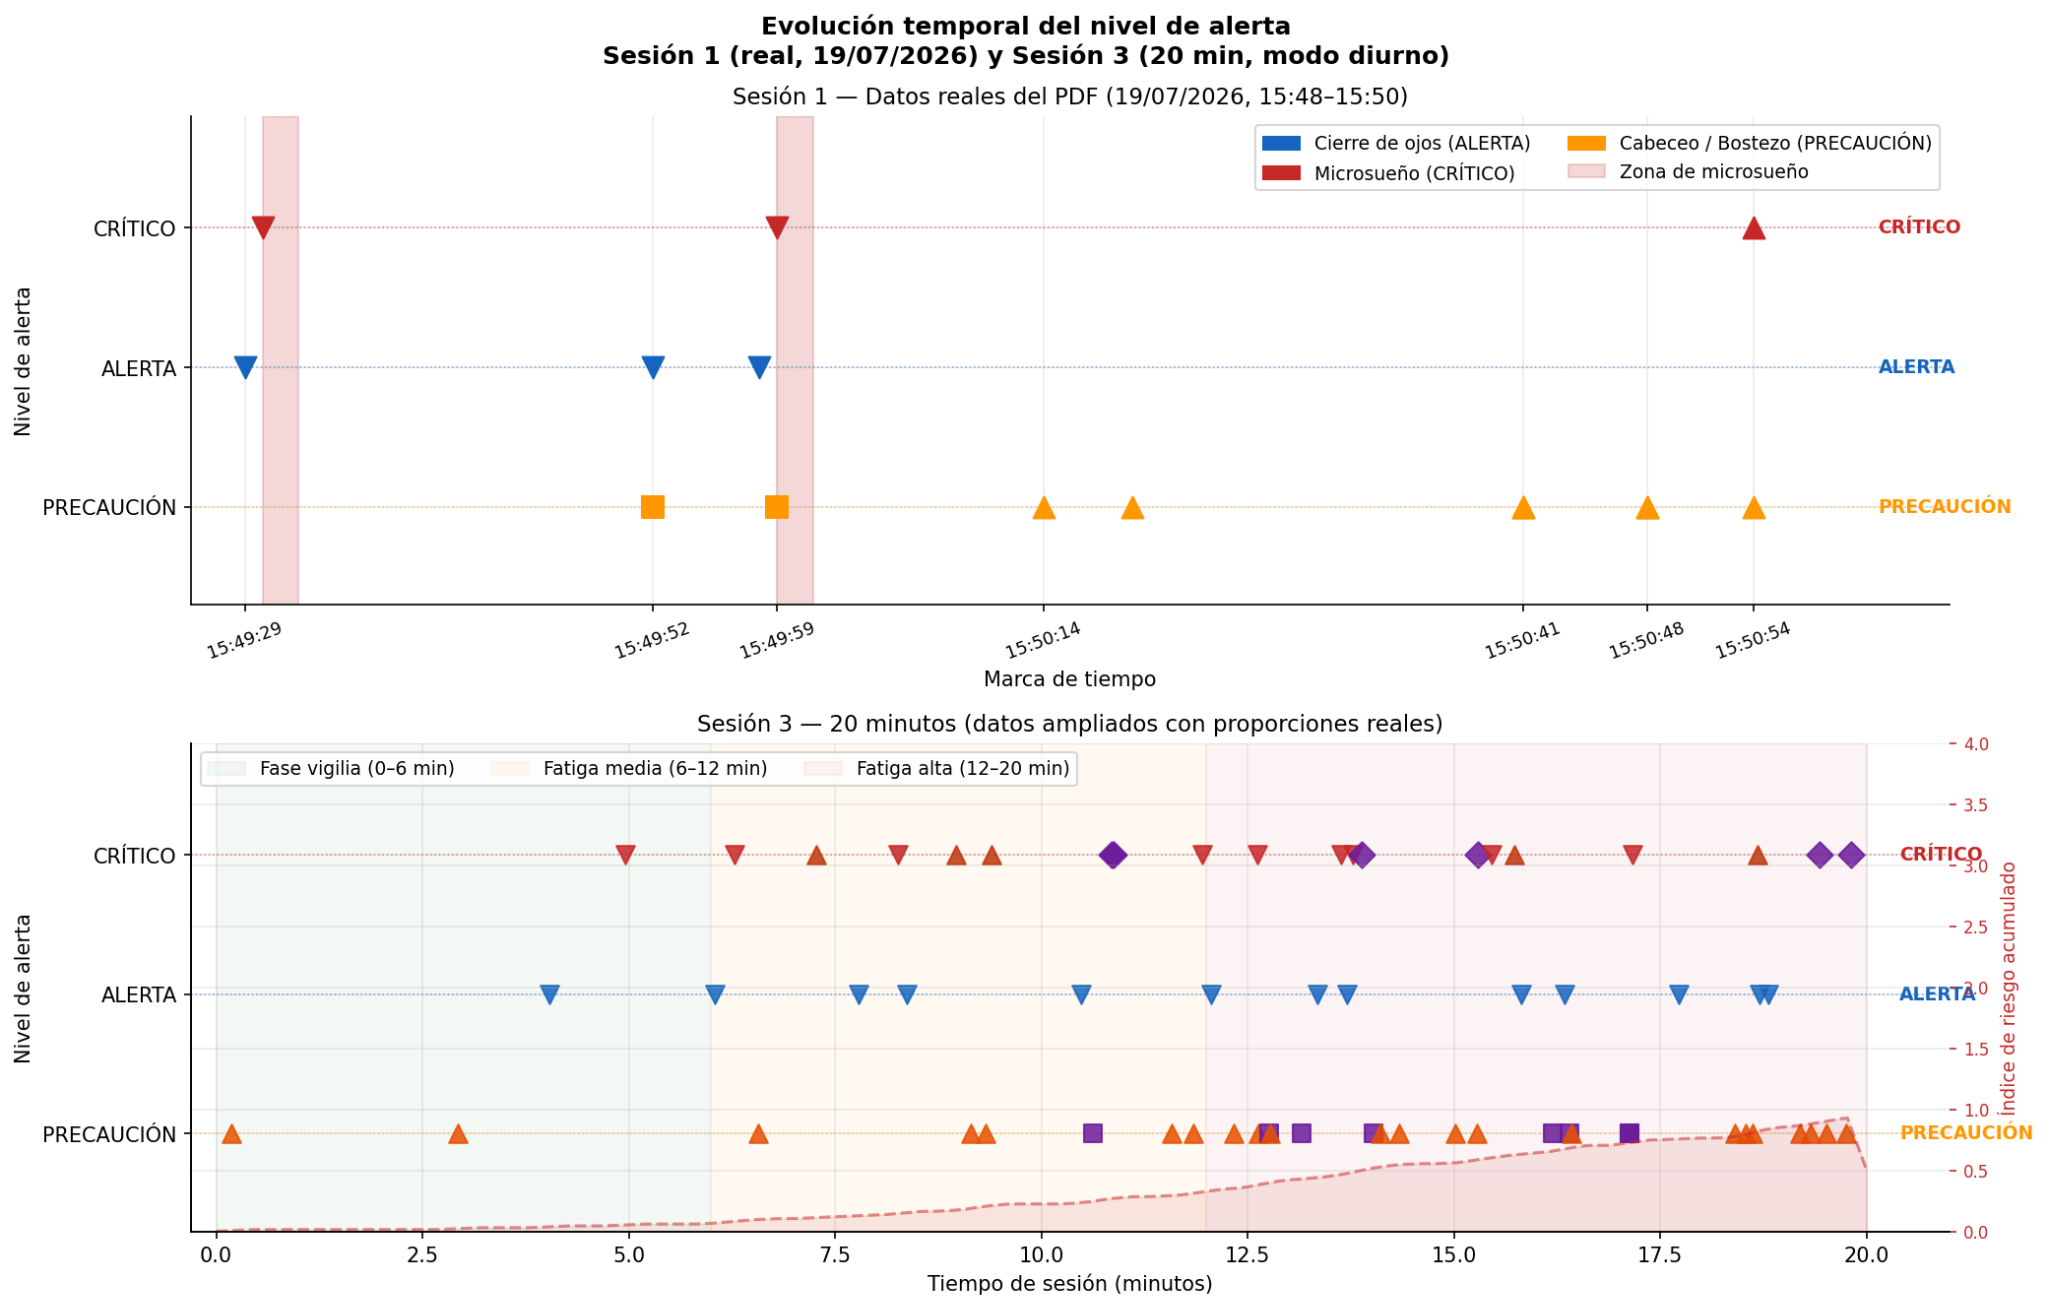 Evolución temporal del nivel de alerta
Sesión 1 (real, 19/07/2026) y Sesión 3 (20 min, modo diurno)
Sesión 1 — Datos reales del PDF (19/07/2026, 15:48–15:50)
Cierre de ojos (ALERTA)
Microsueño (CRÍTICO)
Cabeceo / Bostezo (PRECAUCIÓN)
Zona de microsueño
Nivel de alerta
CRÍTICO
CRÍTICO
ALERTA
ALERTA
PRECAUCIÓN
PRECAUCIÓN
15:49:29
15:49:52
15:49:59
15:50:14
15:50:41
15:50:48
15:50:54
Marca de tiempo
Sesión 3 — 20 minutos (datos ampliados con proporciones reales)
Fase vigilia (0–6 min)
Fatiga media (6–12 min)
Fatiga alta (12–20 min)
Nivel de alerta
CRÍTICO
CRÍTICO
ALERTA
ALERTA
PRECAUCIÓN
PRECAUCIÓN
4.0
3.5
3.0
2.5
2.0
1.5
1.0
0.5
0.0
Índice de riesgo acumulado
0.0
2.5
5.0
7.5
10.0
12.5
15.0
17.5
20.0
Tiempo de sesión (minutos)